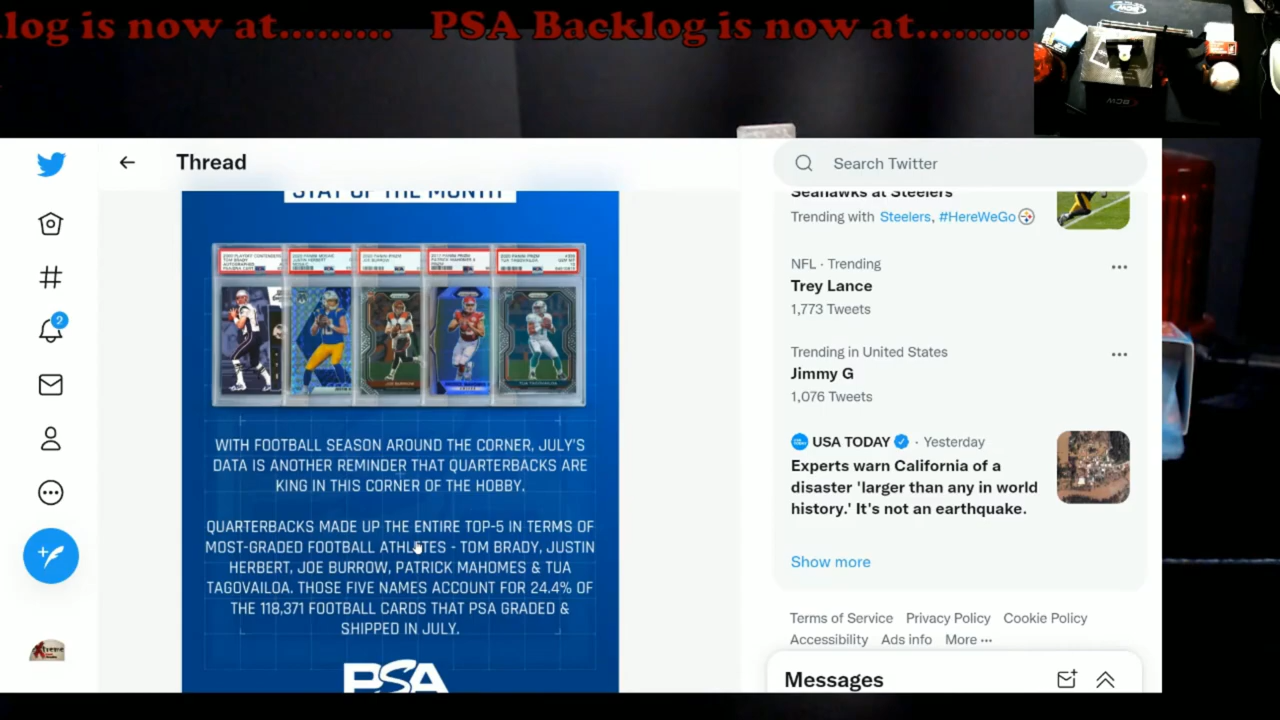 log is now at......... PSA Backlog is now at.........
Thread
Search Twitter
STAT OF THE MONTH
WITH FOOTBALL SEASON AROUND THE CORNER, JULY'S
DATA IS ANOTHER REMINDER THAT QUARTERBACKS ARE
KING IN THIS CORNER OF THE HOBBY.
QUARTERBACKS MADE UP THE ENTIRE TOP-5 IN TERMS OF
MOST-GRADED FOOTBALL ATHLETES - TOM BRADY, JUSTIN
HERBERT, JOE BURROW, PATRICK MAHOMES & TUA
TAGOVAILOA. THOSE FIVE NAMES ACCOUNT FOR 24.4% OF
THE 118,371 FOOTBALL CARDS THAT PSA GRADED &
SHIPPED IN JULY.
PSA
Seahawks at Steelers
Trending with Steelers, #HereWeGo
NFL · Trending
Trey Lance
1,773 Tweets
Trending in United States
Jimmy G
1,076 Tweets
USA TODAY · Yesterday
Experts warn California of a
disaster 'larger than any in world
history.' It's not an earthquake.
Show more
Terms of Service Privacy Policy Cookie Policy
Accessibility Ads info More ···
Messages
2